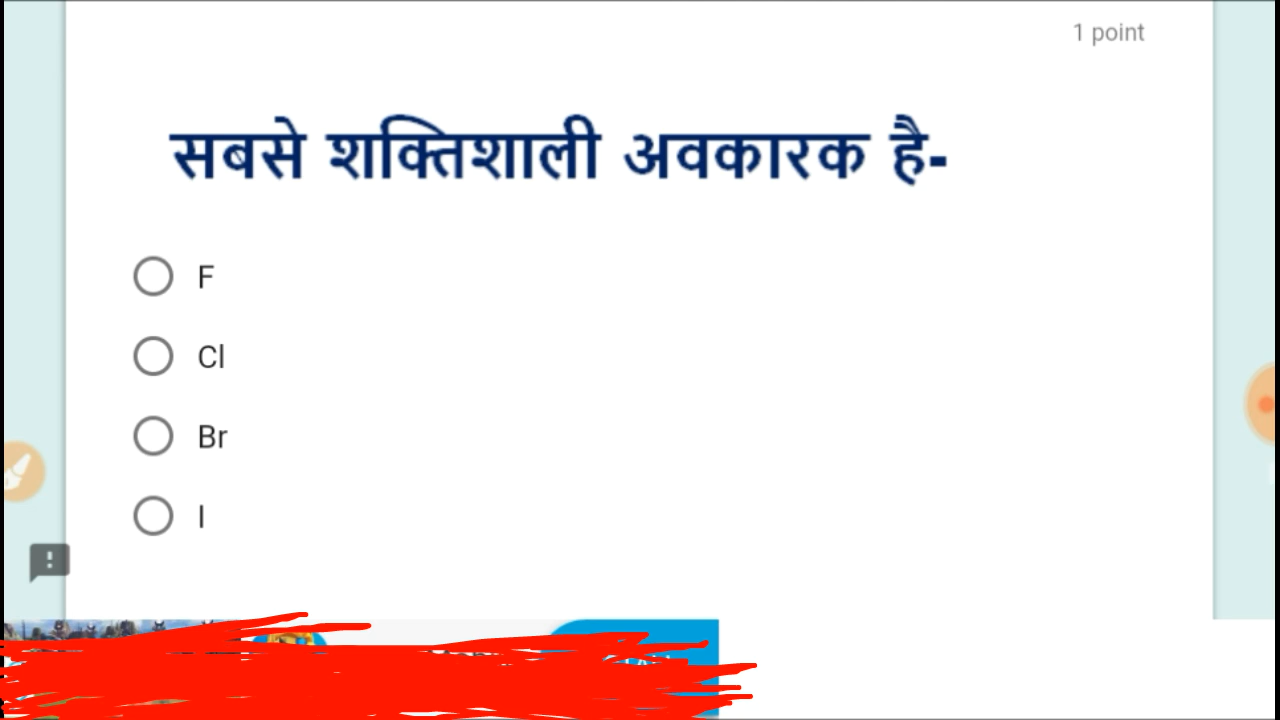 1 point
सबसे शक्तिशाली अवकारक है-
F
Cl
Br
I